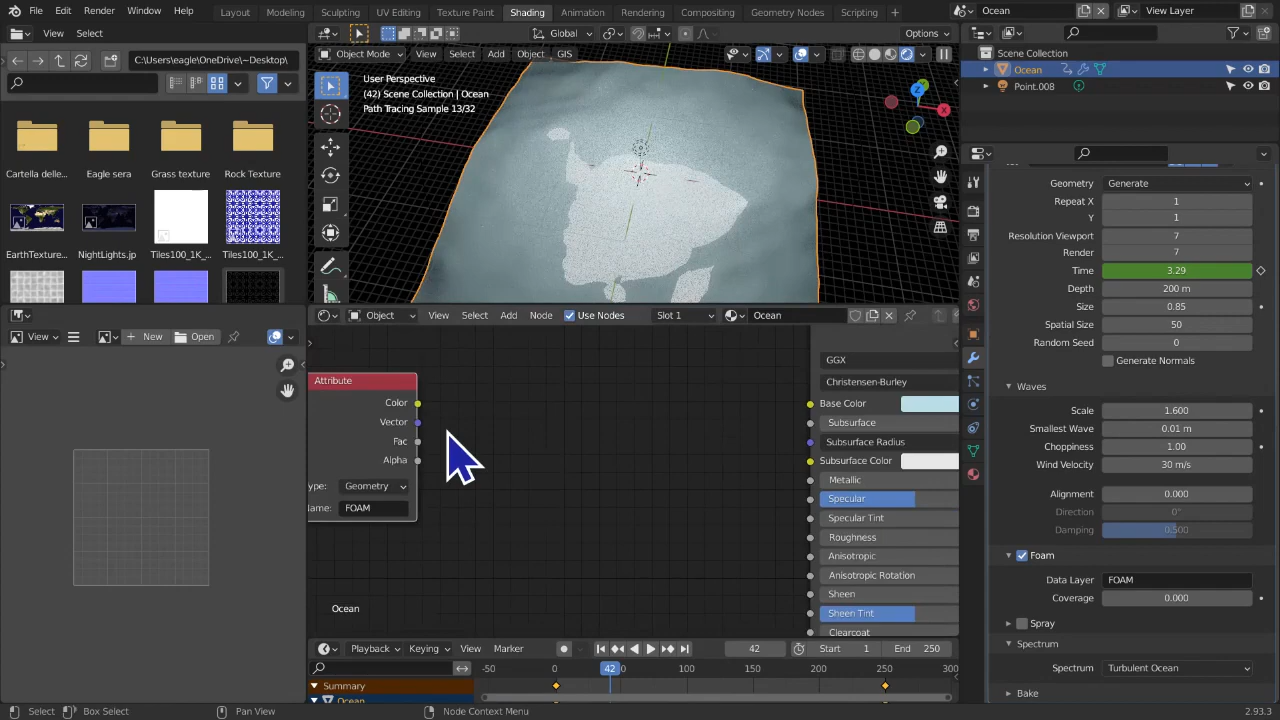 File Edit Render Window Help
Layout Modeling Sculpting UV Editing Texture Paint Shading Animation Rendering Compositing Geometry Nodes Scripting
Ocean
View Layer
View Select
C:\Users\eagle\OneDrive\~Desktop\
Cartella delle...
Eagle sera
Grass texture
Rock Texture
EarthTexture...
NightLights.jp
Tiles100_1K_...
Tiles100_1K_...
View
New
Open
Global
Options
Object Mode View Select Add Object GIS
User Perspective
(42) Scene Collection | Ocean
Path Tracing Sample 13/32
Object View Select Add Node Use Nodes Slot 1 Ocean
Attribute
Color
Vector
Fac
Alpha
ype: Geometry
lame: FOAM
Ocean
GGX
Christensen-Burley
Base Color
Subsurface
Subsurface Radius
Subsurface Color
Metallic
Specular
Specular Tint
Roughness
Anisotropic
Anisotropic Rotation
Sheen
Sheen Tint
Clearcoat
Playback Keying View Marker
42
Start 1
End 250
-50 0 42 100 150 200 250 300
Summary
Ocean
Scene Collection
Ocean
Point.008
Geometry Generate
Repeat X 1
Y 1
Resolution Viewport 7
Render 7
Time 3.29
Depth 200 m
Size 0.85
Spatial Size 50
Random Seed 0
Generate Normals
Waves
Scale 1.600
Smallest Wave 0.01 m
Choppiness 1.00
Wind Velocity 30 m/s
Alignment 0.000
Direction 0°
Damping 0.500
Foam
Data Layer FOAM
Coverage 0.000
Spray
Spectrum
Spectrum Turbulent Ocean
Bake
Select Box Select Pan View Node Context Menu 2.93.3